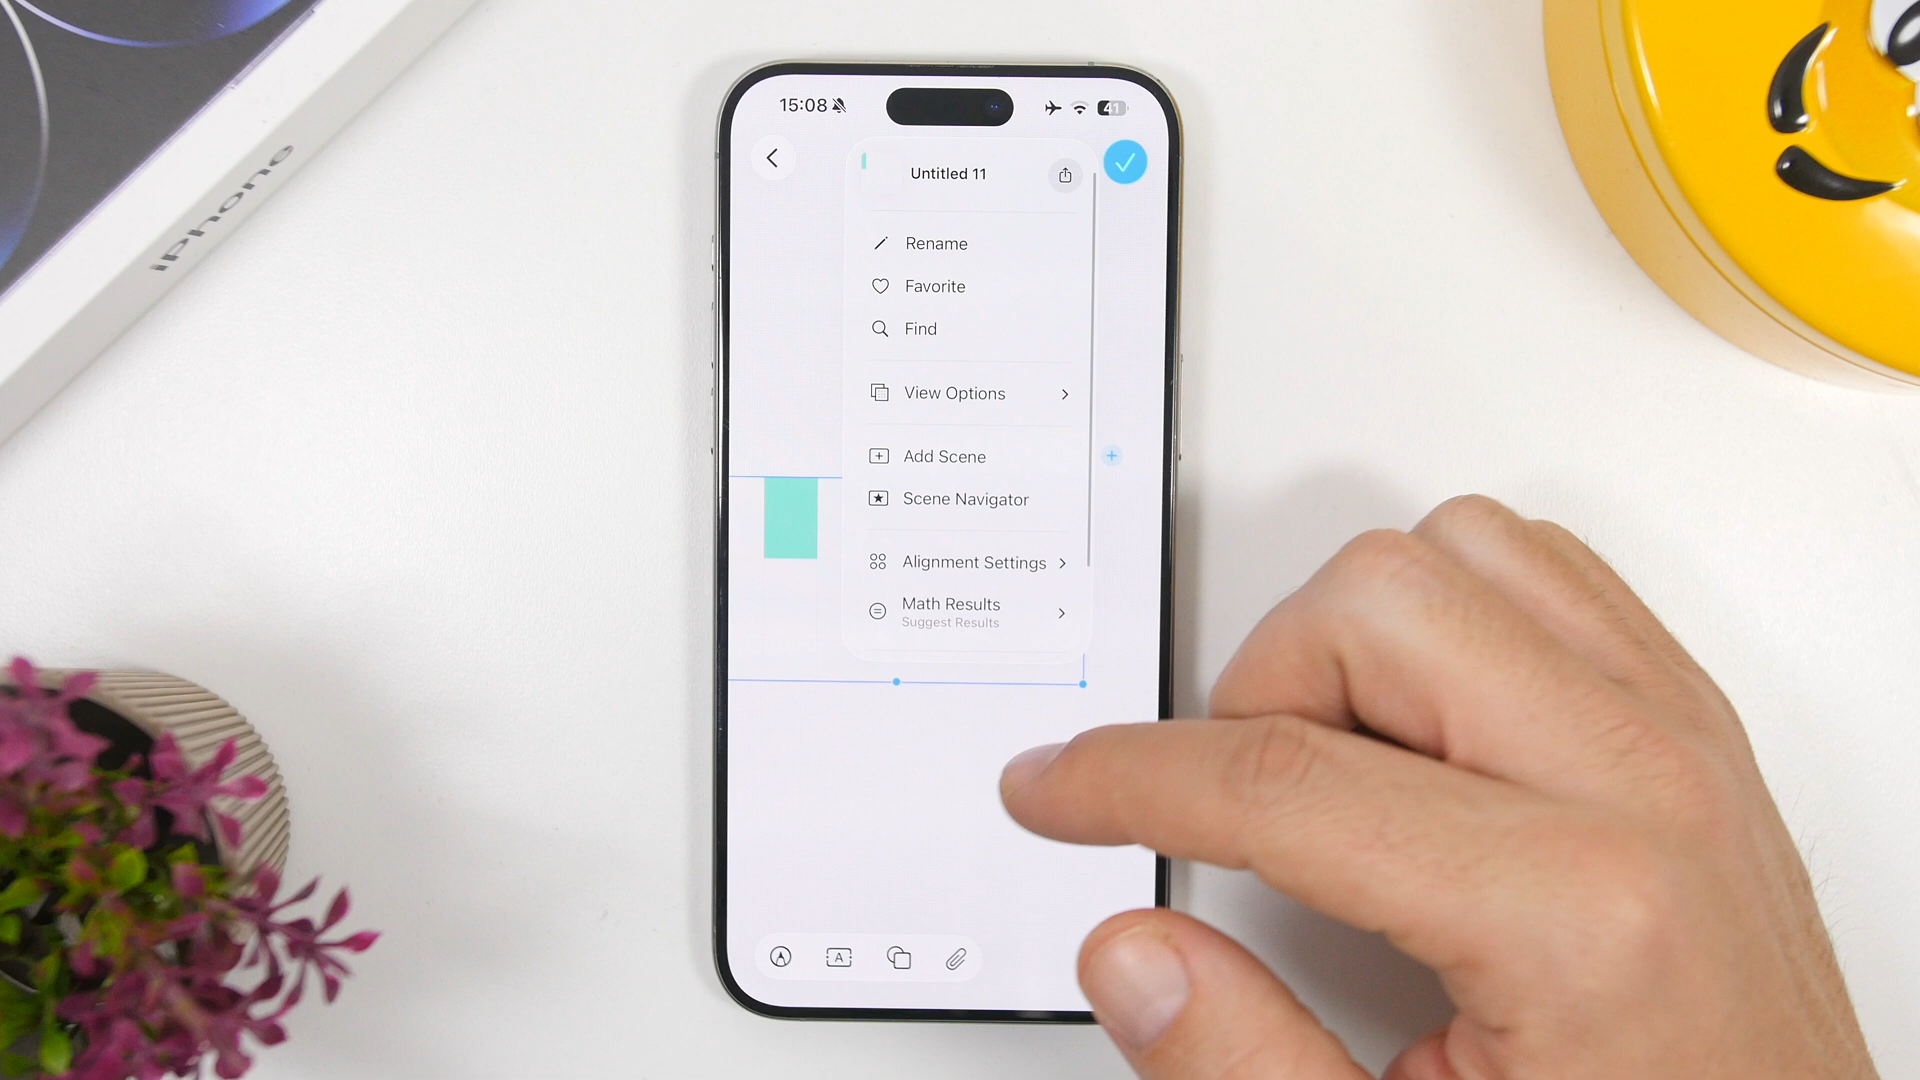 iPhone
15:08
41
Untitled 11
Rename
Favorite
Find
View Options
Add Scene
Scene Navigator
Alignment Settings
Math Results
Suggest Results
A